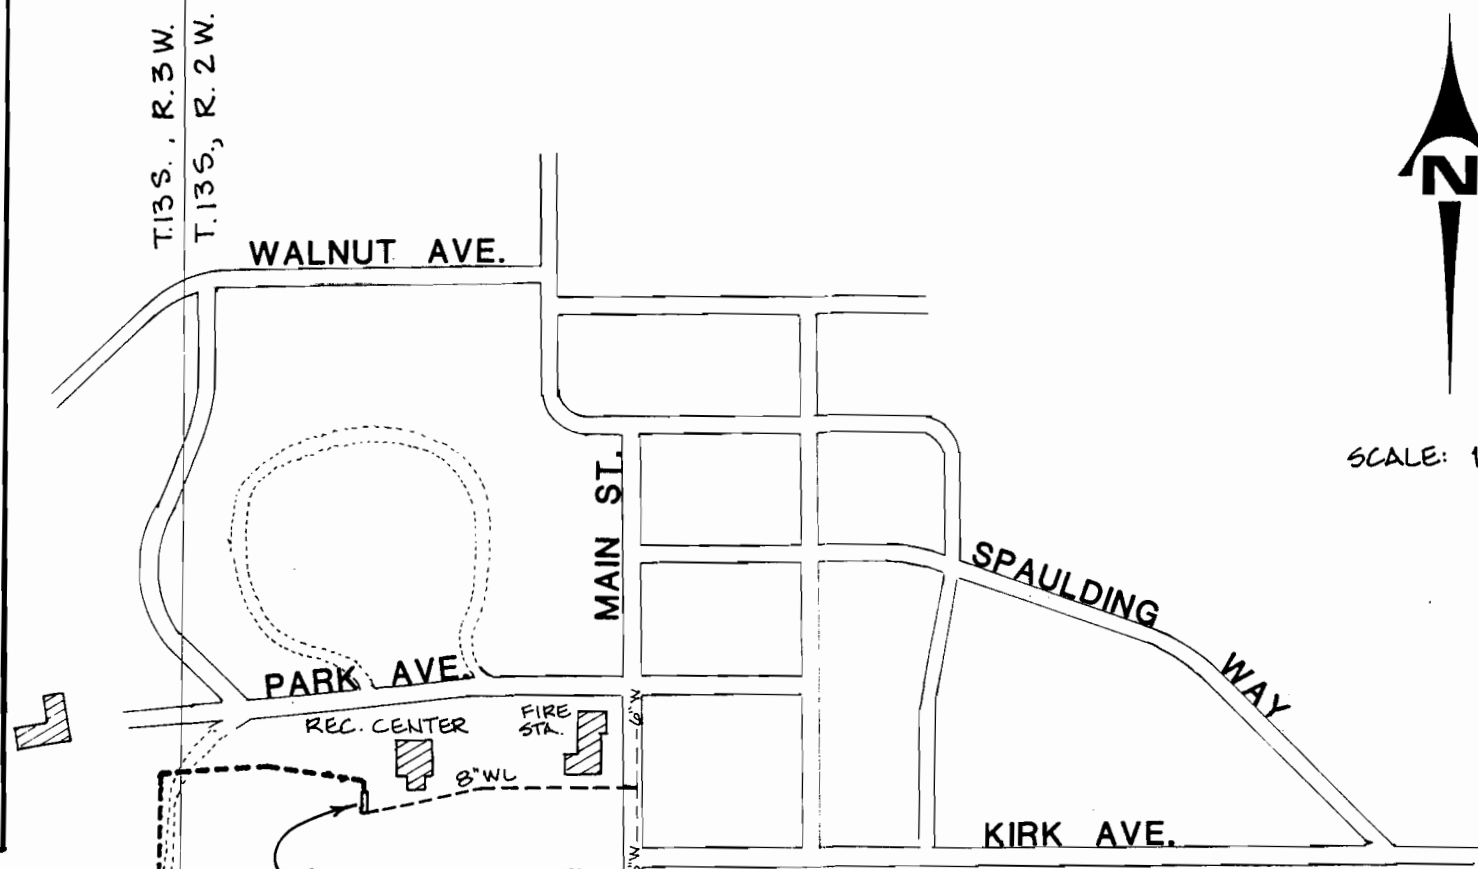 T.13S., R.3W.
T.13S., R.2W.
N
WALNUT AVE.
SCALE:
MAIN ST.
SPAULDING
WAY
PARK AVE.
REC. CENTER
FIRE
STA.
6"W
8"WL
KIRK AVE.
"W